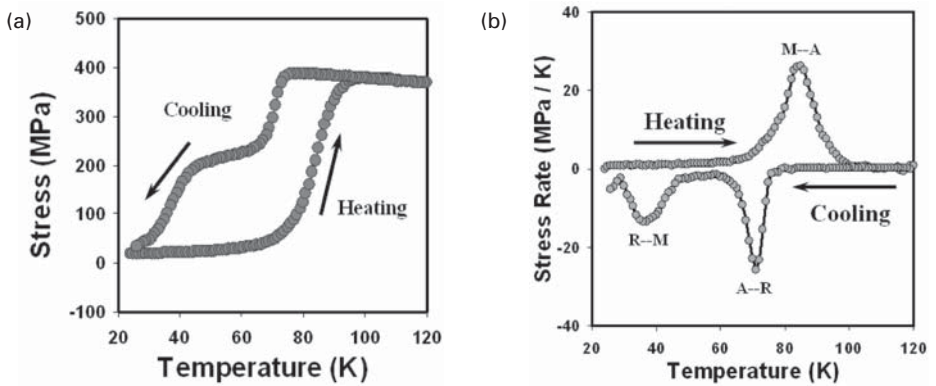 (a)
500
400
300
200
100
0
-100
Stress (MPa)
Cooling
Heating
20 40 60 80 100 120
Temperature (K)
(b)
40
20
0
-20
-40
Stress Rate (MPa / K)
M--A
Heating
Cooling
R--M
A--R
20 40 60 80 100 120
Temperature (K)